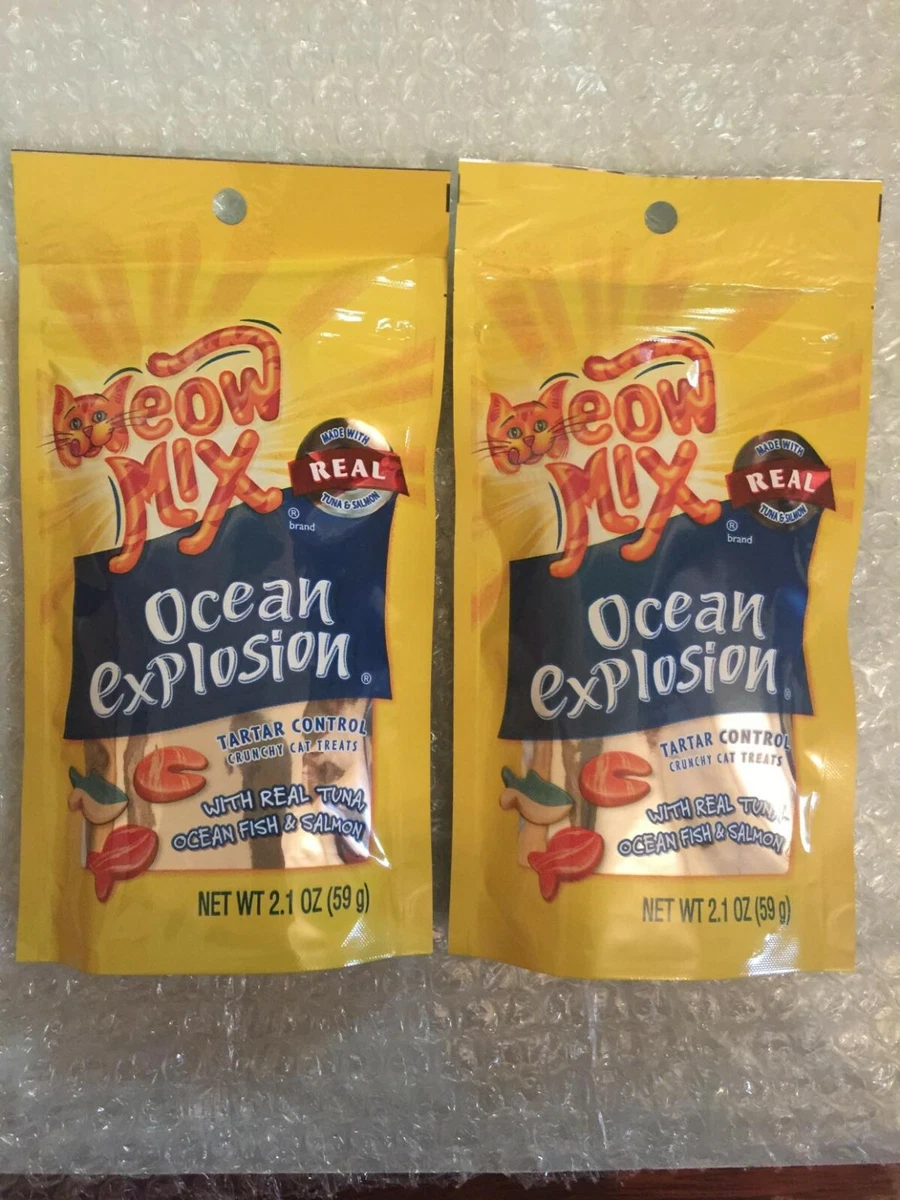 Meow
Mix
MADE WITH
REAL
TUNA & SALMON
®
brand
Ocean
explosion®
TARTAR CONTROL
CRUNCHY CAT TREATS
WITH REAL TUNA,
OCEAN FISH & SALMON
NET WT 2.1 OZ (59 g)
Meow
Mix
MADE WITH
REAL
TUNA & SALMON
®
brand
Ocean
explosion®
TARTAR CONTROL
CRUNCHY CAT TREATS
WITH REAL TUNA,
OCEAN FISH & SALMON
NET WT 2.1 OZ (59 g)